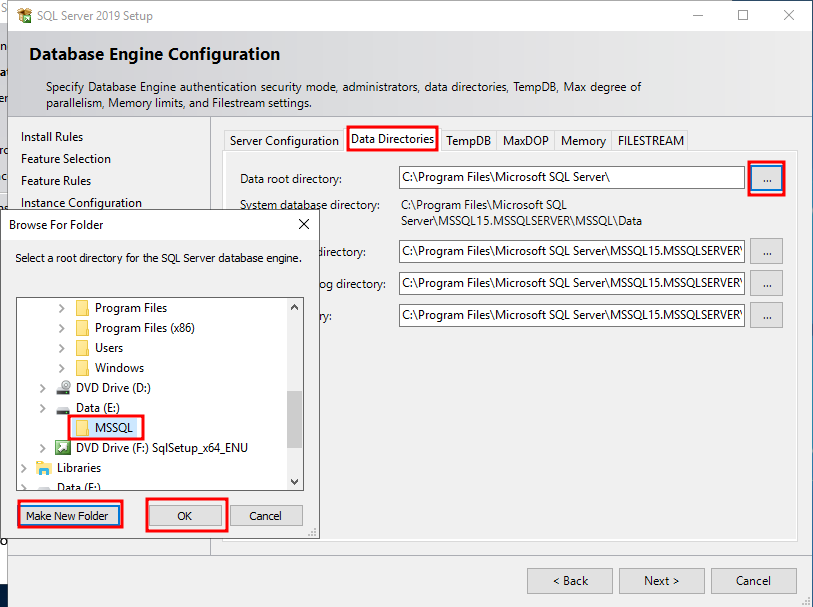 SQL Server 2019 Setup
Database Engine Configuration
Specify Database Engine authentication security mode, administrators, data directories, TempDB, Max degree of
parallelism, Memory limits, and Filestream settings.
Install Rules
Feature Selection
Feature Rules
Instance Configuration
Server Configuration
Data Directories
TempDB
MaxDOP
Memory
FILESTREAM
Data root directory:
C:\Program Files\Microsoft SQL Server\
...
System database directory:
C:\Program Files\Microsoft SQL
Server\MSSQL15.MSSQLSERVER\MSSQL\Data
directory:
C:\Program Files\Microsoft SQL Server\MSSQL15.MSSQLSERVER\
...
og directory:
C:\Program Files\Microsoft SQL Server\MSSQL15.MSSQLSERVER\
...
ry:
C:\Program Files\Microsoft SQL Server\MSSQL15.MSSQLSERVER\
...
Browse For Folder
Select a root directory for the SQL Server database engine.
Program Files
Program Files (x86)
Users
Windows
DVD Drive (D:)
Data (E:)
MSSQL
DVD Drive (F:) SqlSetup_x64_ENU
Libraries
Data (E:)
Make New Folder
OK
Cancel
< Back
Next >
Cancel